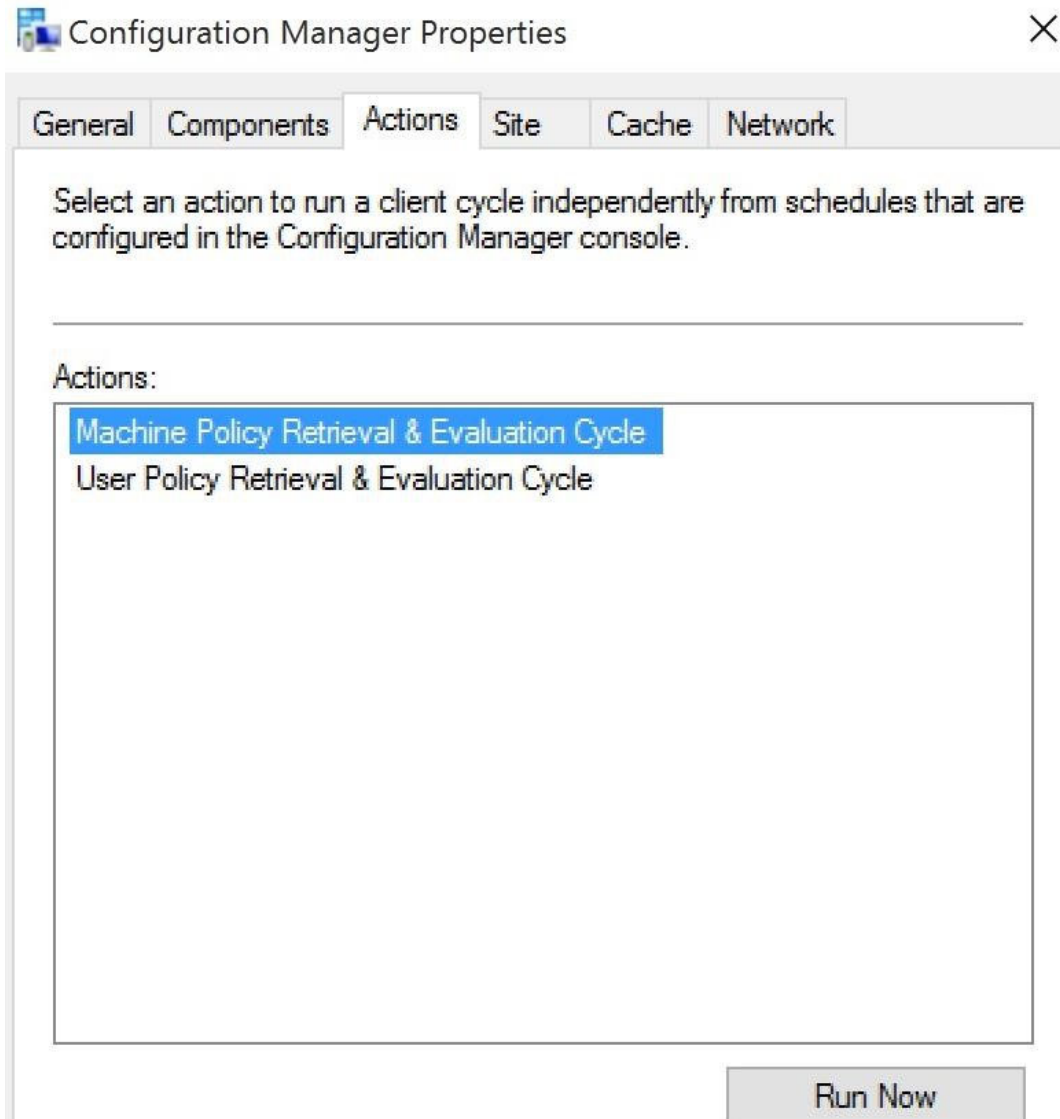 Configuration Manager Properties
General Components Actions Site Cache Network
Select an action to run a client cycle independently from schedules that are
configured in the Configuration Manager console.
Actions:
Machine Policy Retrieval & Evaluation Cycle
User Policy Retrieval & Evaluation Cycle
Run Now